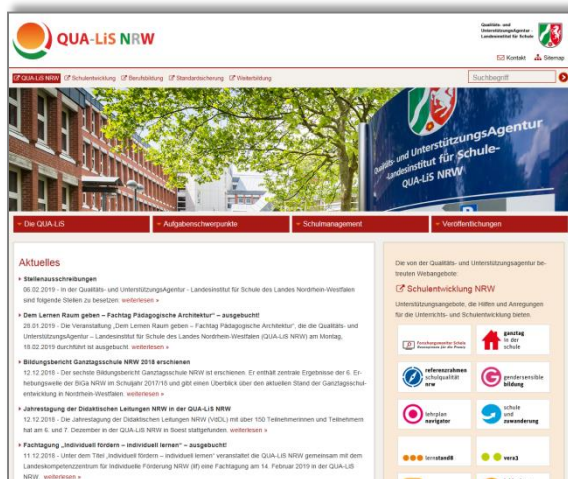 QUA-LiS NRW
Qualitäts- und
UnterstützungsAgentur -
Landesinstitut für Schule
Kontakt Sitemap
QUA-LiS NRW Schulentwicklung Berufsbildung Standardsicherung Weiterbildung
Suchbegriff
Qualitäts- und UnterstützungsAgentur
Landesinstitut für Schule-
QUA-LiS NRW
Die QUA-LiS
Aufgabenschwerpunkte
Schulmanagement
Veröffentlichungen
Aktuelles
Stellenausschreibungen
06.02.2019 - In der Qualitäts- und UnterstützungsAgentur - Landesinstitut für Schule des Landes Nordrhein-Westfalen
sind folgende Stellen zu besetzen. weiterlesen »
Dem Lernen Raum geben – Fachtag Pädagogische Architektur" – ausgebucht!
28.01.2019 - Die Veranstaltung „Dem Lernen Raum geben – Fachtag Pädagogische Architektur", die die Qualitäts- und
UnterstützungsAgentur – Landesinstitut für Schule des Landes Nordrhein-Westfalen (QUA-LiS NRW) am Montag,
18.02.2019 durchführt ist ausgebucht. weiterlesen »
Bildungsbericht Ganztagsschule NRW 2018 erschienen
12.12.2018 - Der sechste Bildungsbericht Ganztagsschule NRW ist erschienen. Er enthält zentrale Ergebnisse der 6. Er-
hebungswelle der BiGa NRW im Schuljahr 2017/18 und gibt einen Überblick über den aktuellen Stand der Ganztagsschul-
entwicklung in Nordrhein-Westfalen. weiterlesen »
Jahrestagung der Didaktischen Leitungen NRW in der QUA-LiS NRW
12.12.2018 - Die Jahrestagung der Didaktischen Leitungen NRW (VdDL) mit über 150 Teilnehmerinnen und Teilnehmern
hat am 6. und 7. Dezember in der QUA-LiS NRW in Soest stattgefunden. weiterlesen »
Fachtagung „Individuell fördern – individuell lernen" – ausgebucht!
11.12.2018 - Unter dem Titel „Individuell fördern – individuell lernen" veranstaltet die QUA-LiS NRW gemeinsam mit dem
Landeskompetenzzentrum für Individuelle Förderung NRW (lif) eine Fachtagung am 14. Februar 2019 in der QUA-LiS
NRW. weiterlesen »
Die von der Qualitäts- und Unterstützungsagentur be-
treuten Webangebote:
Schulentwicklung NRW
Unterstützungsangebote, die Hilfen und Anregungen
für die Unterrichts- und Schulentwicklung bieten.
Forschungsmonitor Schule
ganztag
in der
schule
referenzrahmen
schulqualität
nrw
gendersensible
bildung
lehrplan
navigator
schule
und
zuwanderung
lernstand8
vera3